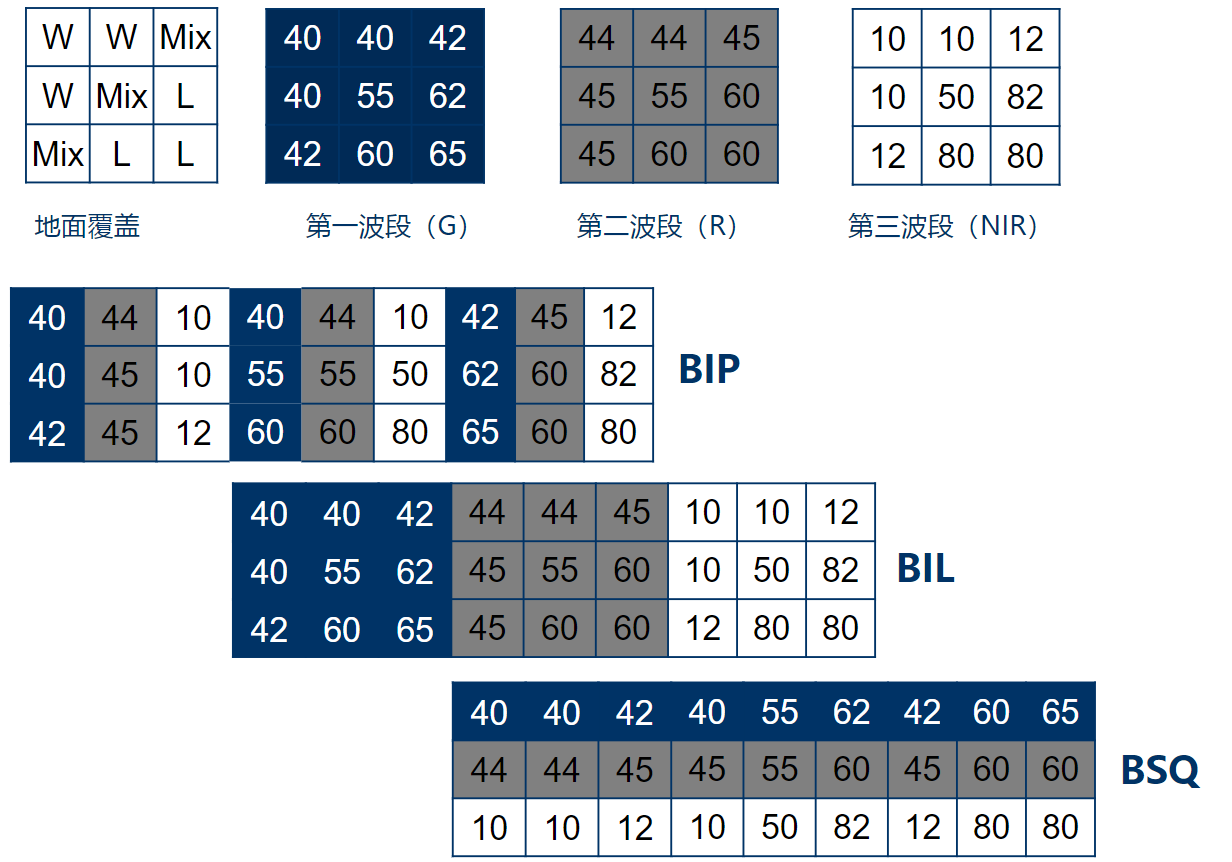 W W Mix 40 40 42 44 44 45 10 10 12
W Mix L 40 55 62 45 55 60 10 50 82
Mix L L 42 60 65 45 60 60 12 80 80
地面覆盖 第一波段（G） 第二波段（R） 第三波段（NIR）
40 44 10 40 44 10 42 45 12
40 45 10 55 55 50 62 60 82 BIP
42 45 12 60 60 80 65 60 80
40 40 42 44 44 45 10 10 12
40 55 62 45 55 60 10 50 82 BIL
42 60 65 45 60 60 12 80 80
40 40 42 40 55 62 42 60 65
44 44 45 45 55 60 45 60 60 BSQ
10 10 12 10 50 82 12 80 80